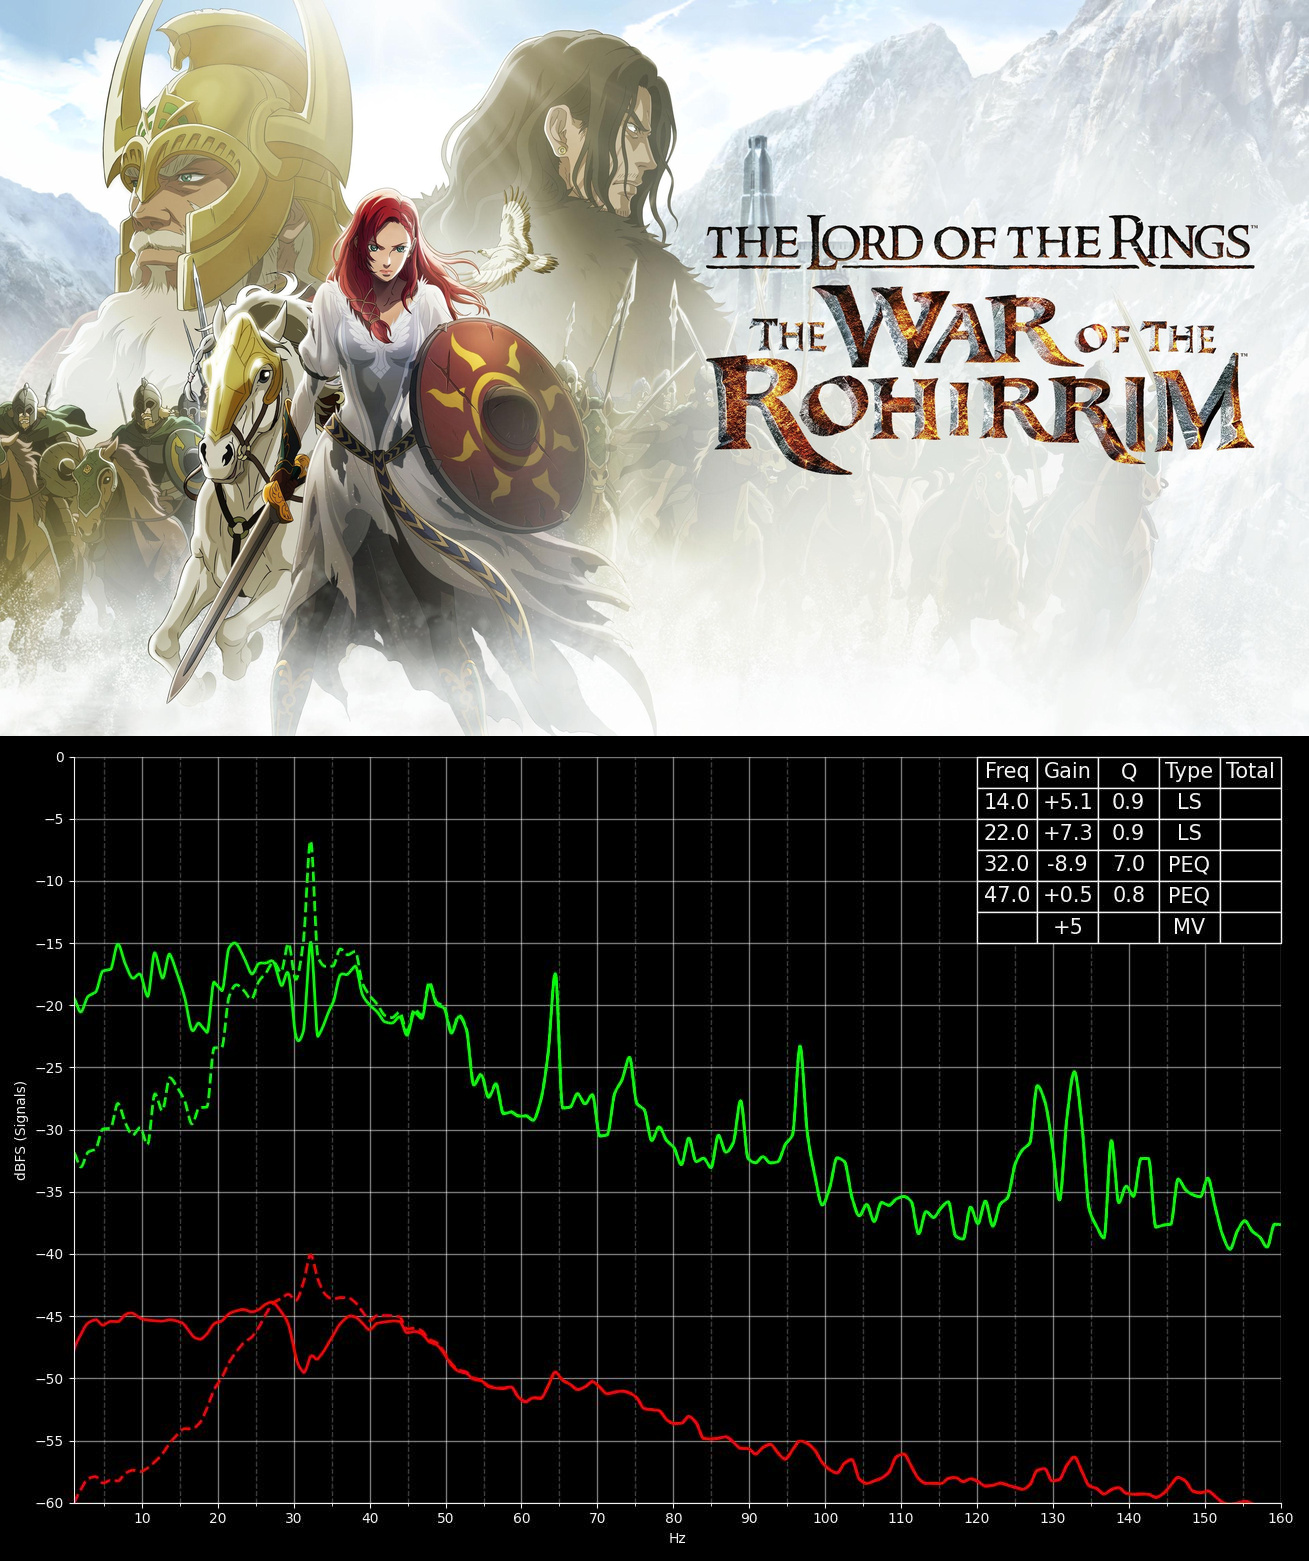 THE LORD OF THE RINGS™
THE WAR OF THE
ROHIRRIM™
Freq Gain Q Type Total
14.0 +5.1 0.9 LS
22.0 +7.3 0.9 LS
32.0 -8.9 7.0 PEQ
47.0 +0.5 0.8 PEQ
+5 MV
0
−5
−10
−15
−20
−25
−30
−35
−40
−45
−50
−55
−60
dBFS (Signals)
10 20 30 40 50 60 70 80 90 100 110 120 130 140 150 160
Hz